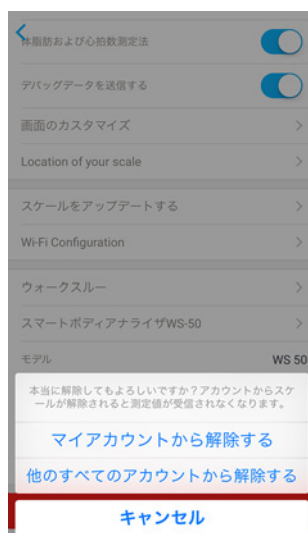 体脂肪および心拍数測定法
デバッグデータを送信する
画面のカスタマイズ
Location of your scale
スケールをアップデートする
Wi-Fi Configuration
ウォークスルー
スマートボディアナライザWS-50
モデル WS 50
本当に解除してもよろしいですか？アカウントからスケ
ールが解除されると測定値が受信されなくなります。
マイアカウントから解除する
他のすべてのアカウントから解除する
キャンセル